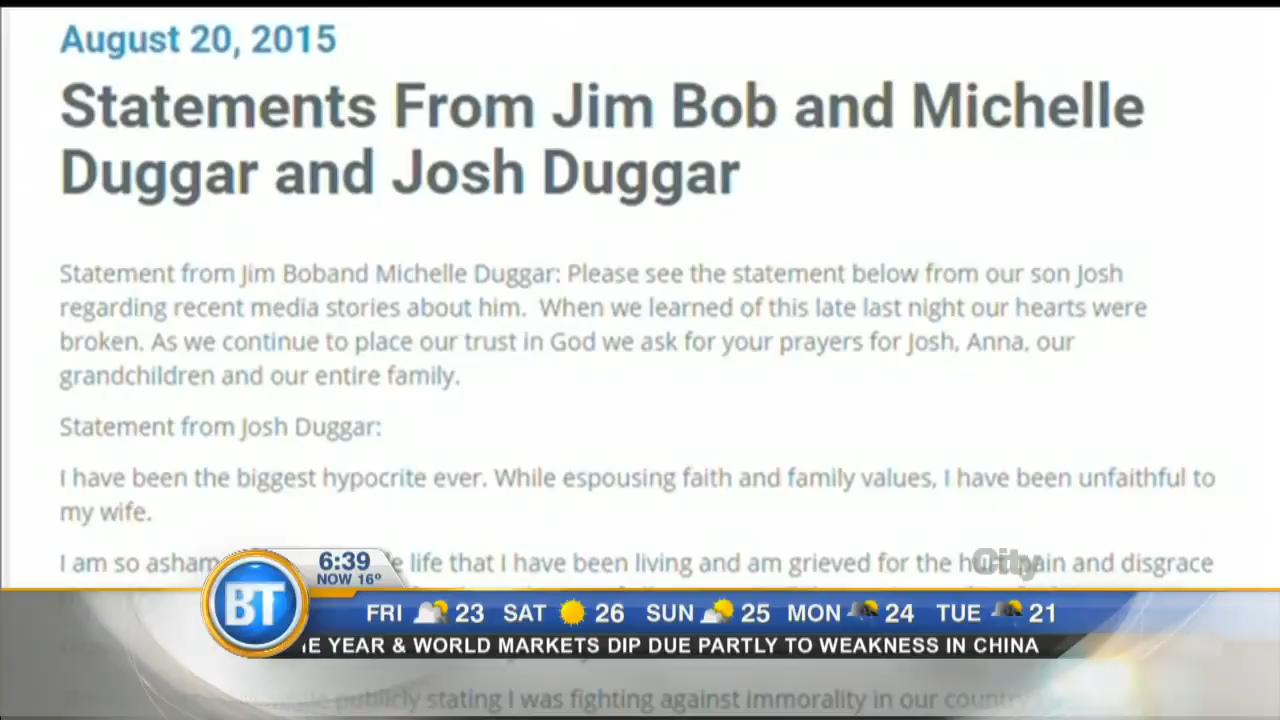 August 20, 2015
Statements From Jim Bob and Michelle
Duggar and Josh Duggar
Statement from Jim Boband Michelle Duggar: Please see the statement below from our son Josh
regarding recent media stories about him. When we learned of this late last night our hearts were
broken. As we continue to place our trust in God we ask for your prayers for Josh, Anna, our
grandchildren and our entire family.
Statement from Josh Duggar:
I have been the biggest hypocrite ever. While espousing faith and family values, I have been unfaithful to
my wife.
I am so life that I have been living and am grieved for the pain and disgrace
City
6:39
NOW 16°
BT
FRI 23 SAT 26 SUN 25 MON 24 TUE 21
YEAR & WORLD MARKETS DIP DUE PARTLY TO WEAKNESS IN CHINA
publicly stating I was fighting against immorality in our